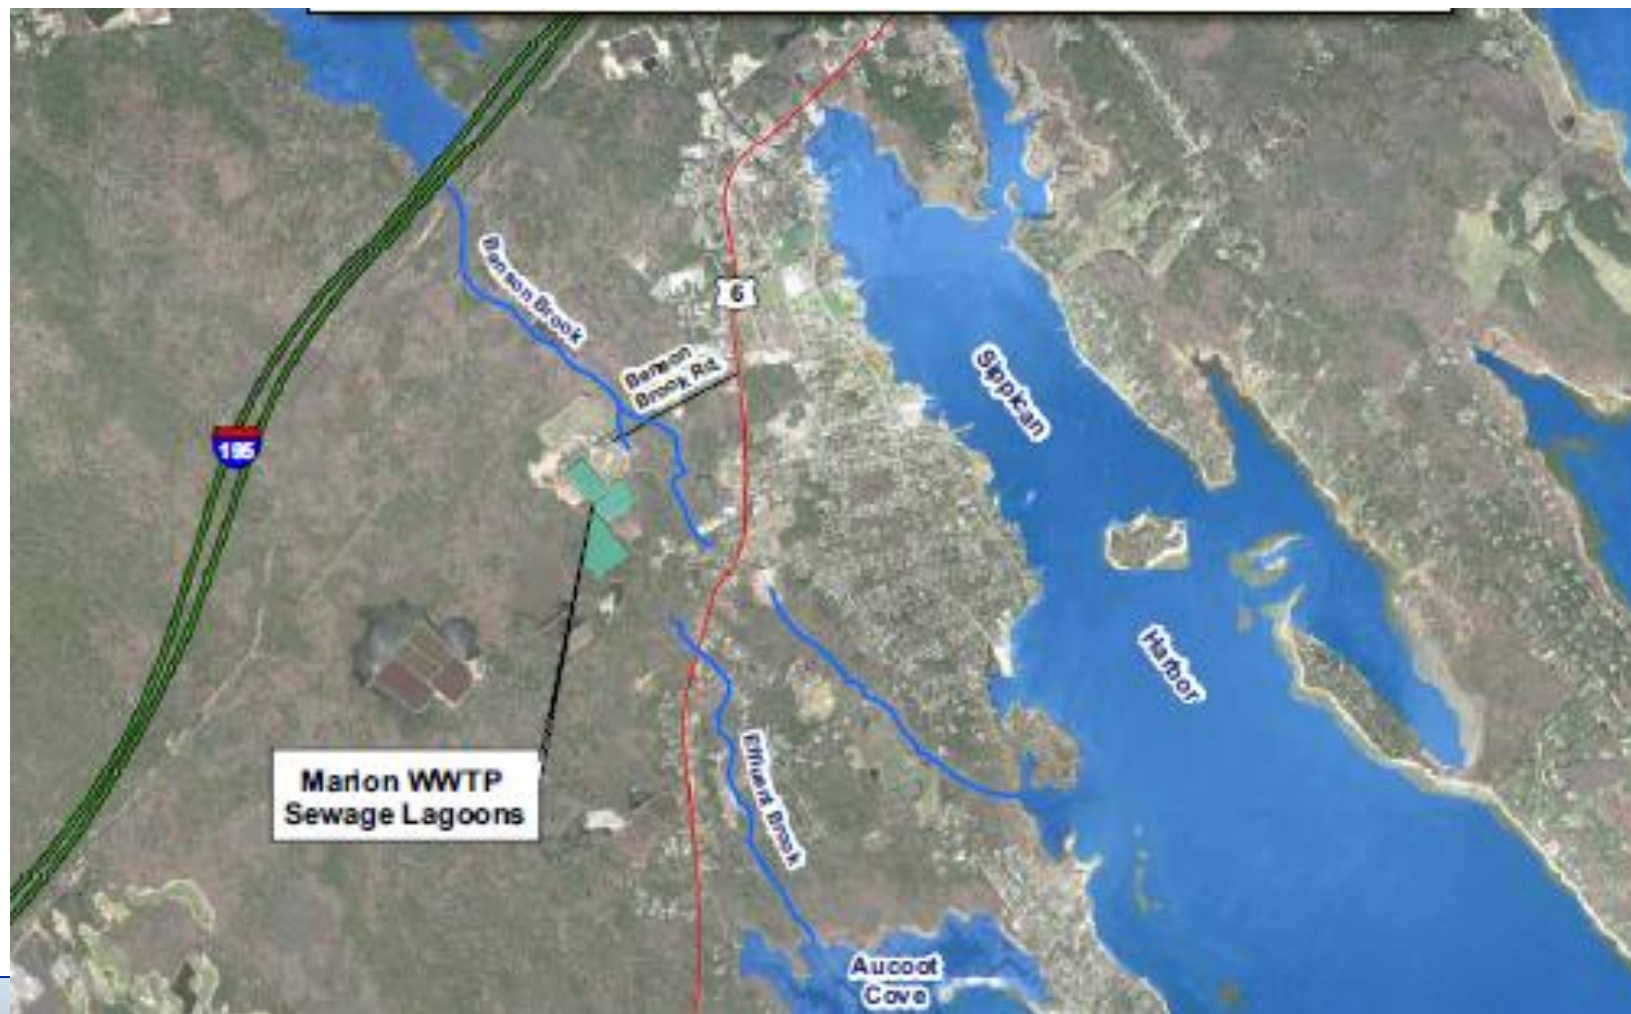 Benson Brook
6
Benson
Brook Rd.
Sippican
195
Harbor
Marion WWTP
Sewage Lagoons
Effluent Brook
Aucoot
Cove